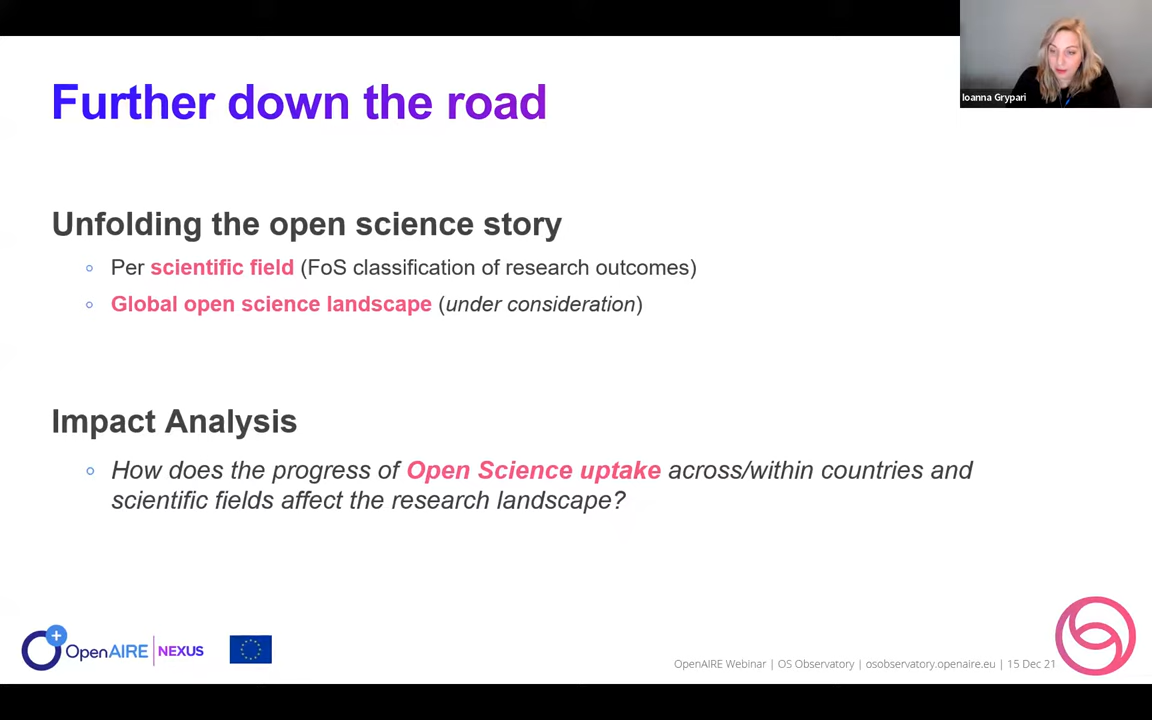 Ioanna Grypari
Further down the road
Unfolding the open science story
Per scientific field (FoS classification of research outcomes)
Global open science landscape (under consideration)
Impact Analysis
How does the progress of Open Science uptake across/within countries and
scientific fields affect the research landscape?
OpenAIRE NEXUS
OpenAIRE Webinar | OS Observatory | osobservatory.openaire.eu | 15 Dec 21